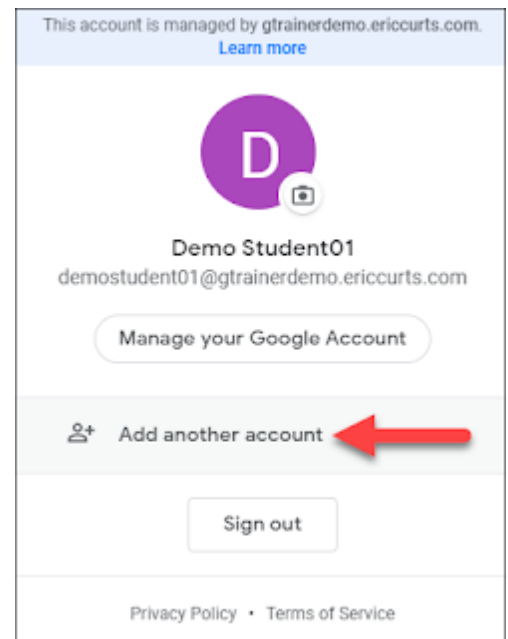 This account is managed by gtrainerdemo.ericcurts.com.
Learn more
D
Demo Student01
demostudent01@gtrainerdemo.ericcurts.com
Manage your Google Account
Add another account
Sign out
Privacy Policy • Terms of Service